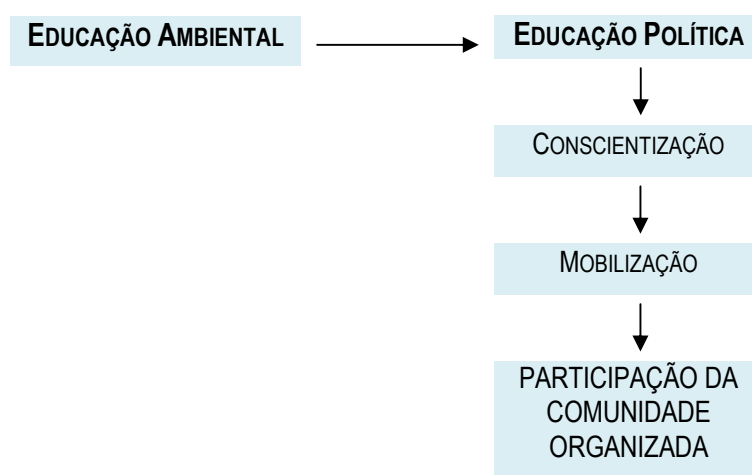 EDUCAÇÃO AMBIENTAL
EDUCAÇÃO POLÍTICA
CONSCIENTIZAÇÃO
MOBILIZAÇÃO
PARTICIPAÇÃO DA
COMUNIDADE
ORGANIZADA